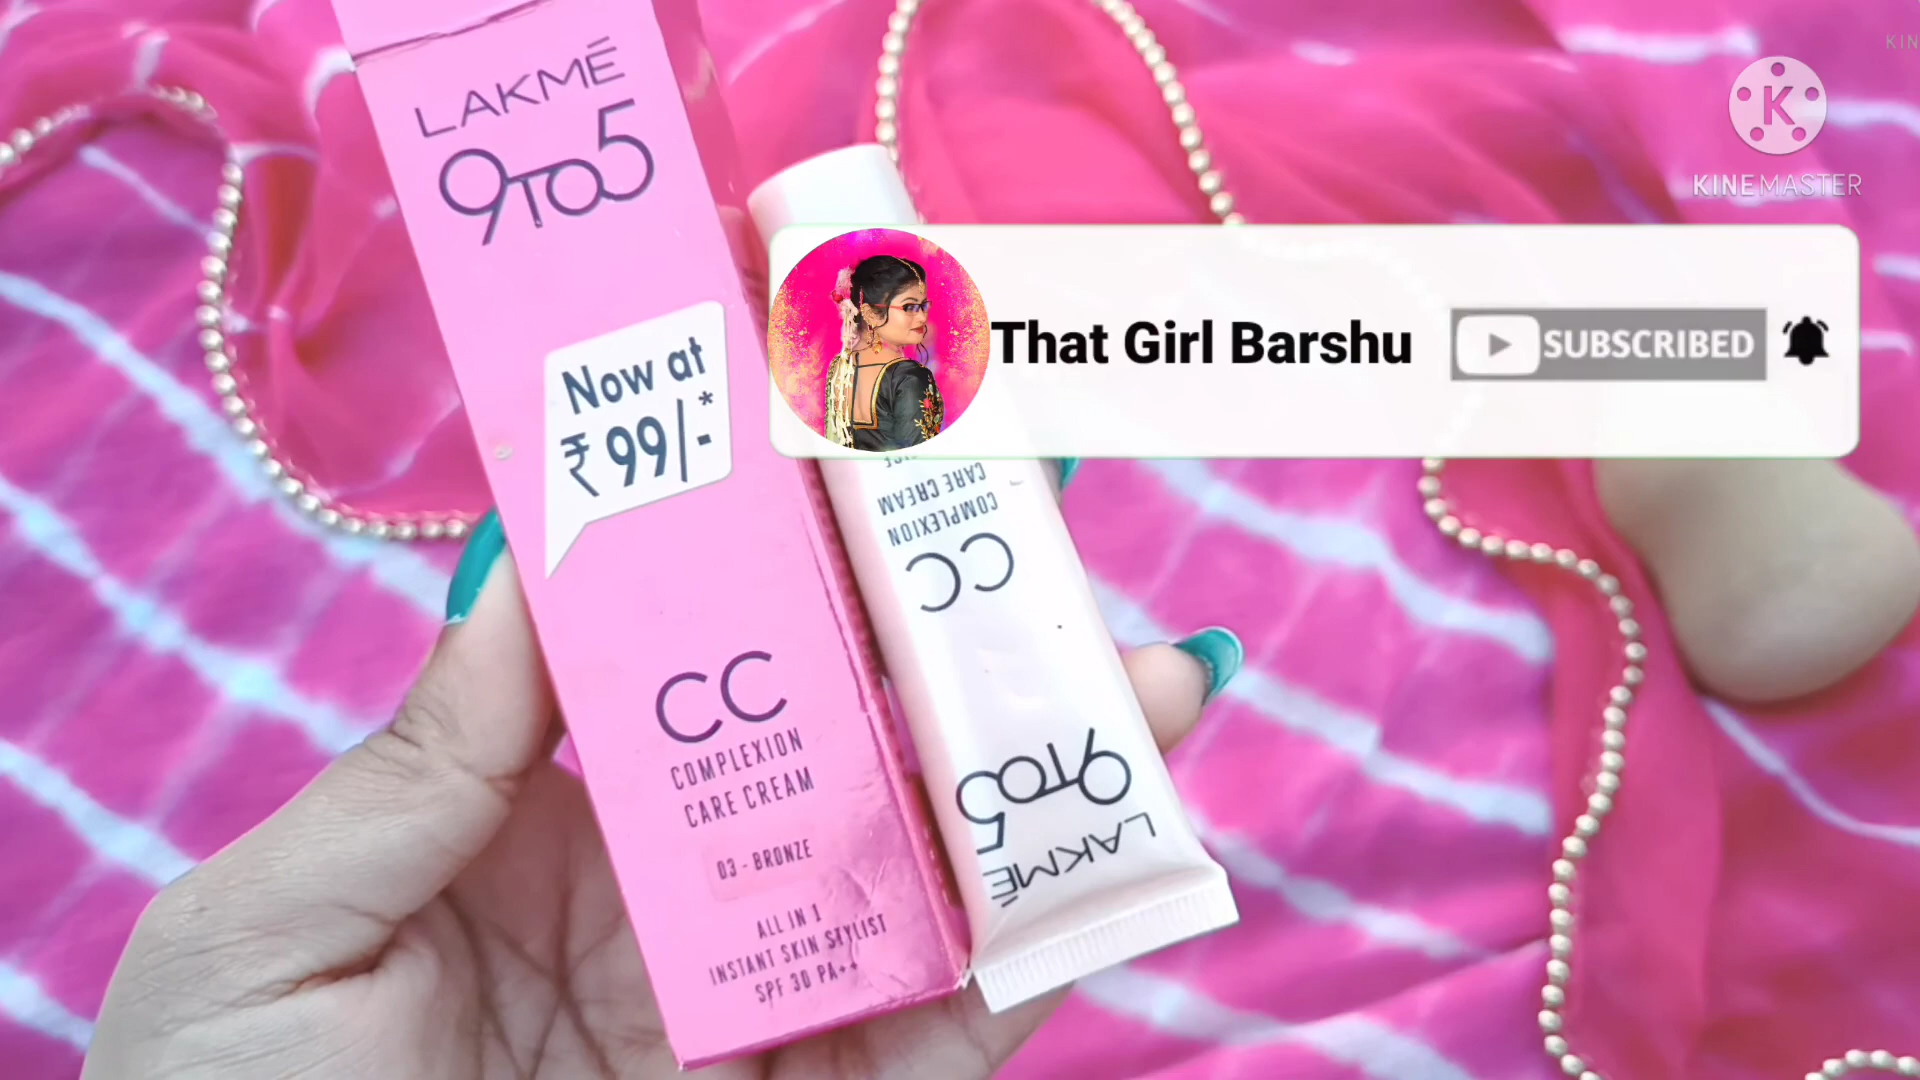 LAKMÉ
9TO5
Now at
₹ 99/-*
CC
COMPLEXION
CARE CREAM
03 - BRONZE
ALL IN 1
INSTANT SKIN STYLIST
SPF 30 PA++
CARE CREAM
COMPLEXION
CC
9TO5
LAKMÉ
That Girl Barshu
SUBSCRIBED
KIN
K
KINEMASTER